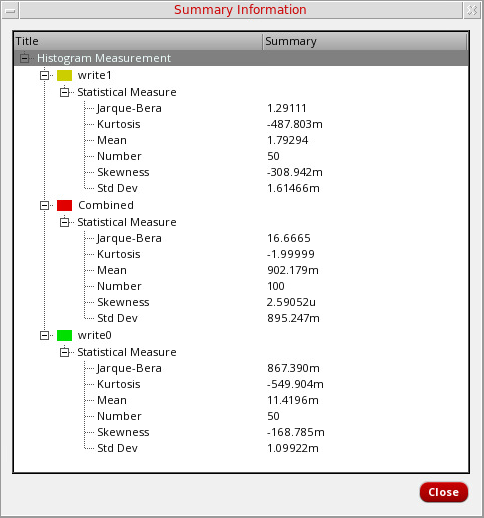 Summary Information
Title Summary
Histogram Measurement
write1
Statistical Measure
Jarque-Bera 1.29111
Kurtosis -487.803m
Mean 1.79294
Number 50
Skewness -308.942m
Std Dev 1.61466m
Combined
Statistical Measure
Jarque-Bera 16.6665
Kurtosis -1.99999
Mean 902.179m
Number 100
Skewness 2.59052u
Std Dev 895.247m
write0
Statistical Measure
Jarque-Bera 867.390m
Kurtosis -549.904m
Mean 11.4196m
Number 50
Skewness -168.785m
Std Dev 1.09922m
Close